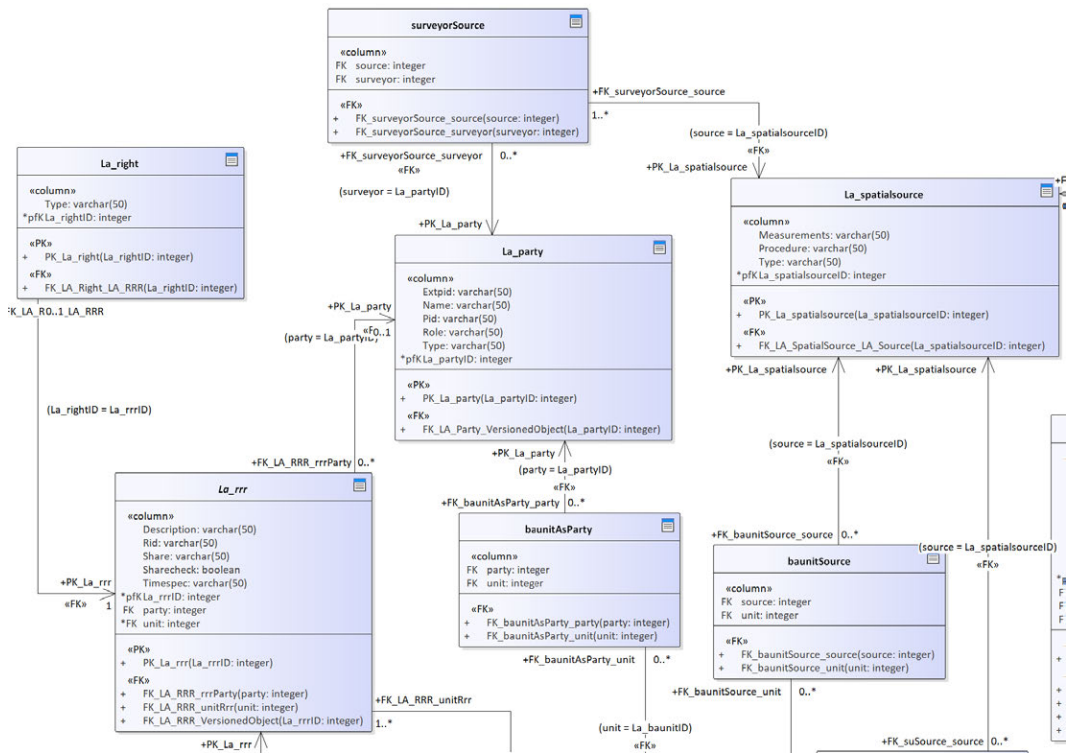 surveyorSource
«column»
FK source: integer
FK surveyor: integer
«FK»
+ FK_surveyorSource_source(source: integer)
+ FK_surveyorSource_surveyor(surveyor: integer)
+FK_surveyorSource_source
1..*
(source = La_spatialsourceID)
«FK»
+PK_La_spatialsource
+FK_surveyorSource_surveyor
0..*
«FK»
(surveyor = La_partyID)
+PK_La_party
La_right
«column»
Type: varchar(50)
*pfK La_rightID: integer
«PK»
+ PK_La_right(La_rightID: integer)
«FK»
+ FK_LA_Right_LA_RRR(La_rightID: integer)
0..1
(La_rightID = La_rrrID)
+PK_La_rrr
«FK»
1
La_party
«column»
Extpid: varchar(50)
Name: varchar(50)
Pid: varchar(50)
Role: varchar(50)
Type: varchar(50)
*pfK La_partyID: integer
«PK»
+ PK_La_party(La_partyID: integer)
«FK»
+ FK_LA_Party_VersionedObject(La_partyID: integer)
+PK_La_party
0..1
(party = La_partyID)
+FK_LA_RRR_rrrParty
0..*
La_spatialsource
«column»
Measurements: varchar(50)
Procedure: varchar(50)
Type: varchar(50)
*pfK La_spatialsourceID: integer
«PK»
+ PK_La_spatialsource(La_spatialsourceID: integer)
«FK»
+ FK_LA_SpatialSource_LA_Source(La_spatialsourceID: integer)
+PK_La_spatialsource
+PK_La_spatialsource
(source = La_spatialsourceID)
«FK»
+FK_baunitSource_source
0..*
(source = La_spatialsourceID)
«FK»
+FK_suSource_source
0..*
+PK_La_party
(party = La_partyID)
«FK»
+FK_baunitAsParty_party
0..*
La_rrr
«column»
Description: varchar(50)
Rid: varchar(50)
Share: varchar(50)
Sharecheck: boolean
Timespec: varchar(50)
*pfK La_rrrID: integer
FK party: integer
*FK unit: integer
«PK»
+ PK_La_rrr(La_rrrID: integer)
«FK»
+ FK_LA_RRR_rrrParty(party: integer)
+ FK_LA_RRR_unitRrr(unit: integer)
+ FK_LA_RRR_VersionedObject(La_rrrID: integer)
+FK_LA_RRR_unitRrr
1..*
+PK_La_rrr
baunitAsParty
«column»
FK party: integer
FK unit: integer
«FK»
+ FK_baunitAsParty_party(party: integer)
+ FK_baunitAsParty_unit(unit: integer)
+FK_baunitAsParty_unit
0..*
(unit = La_baunitID)
«FK»
baunitSource
«column»
FK source: integer
FK unit: integer
«FK»
+ FK_baunitSource_source(source: integer)
+ FK_baunitSource_unit(unit: integer)
+FK_baunitSource_unit
0..*